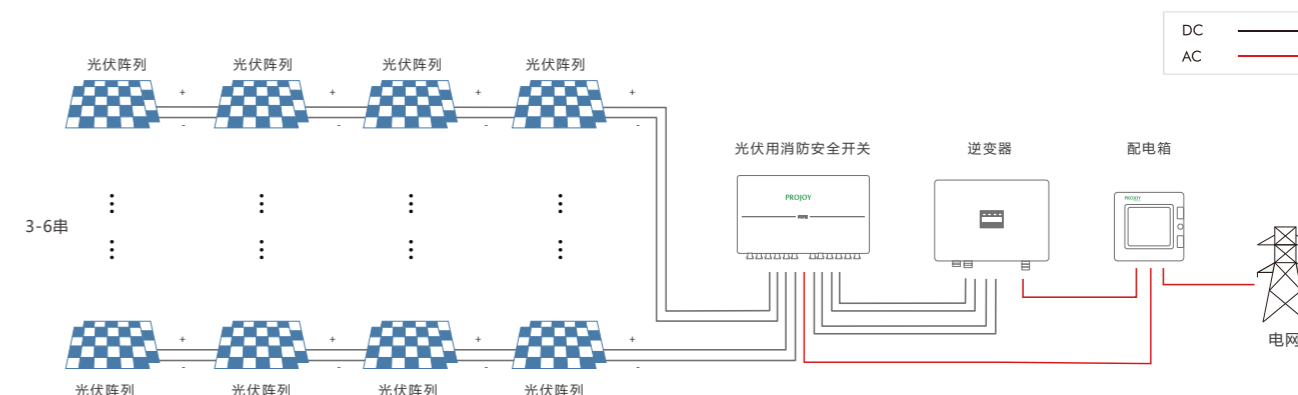 DC
AC
光伏阵列 光伏阵列 光伏阵列 光伏阵列
+ + + +
- - - -
光伏用消防安全开关 逆变器 配电箱
PROJOY
PROJOY
3-6串
+ + + +
- - - -
电网
光伏阵列 光伏阵列 光伏阵列 光伏阵列